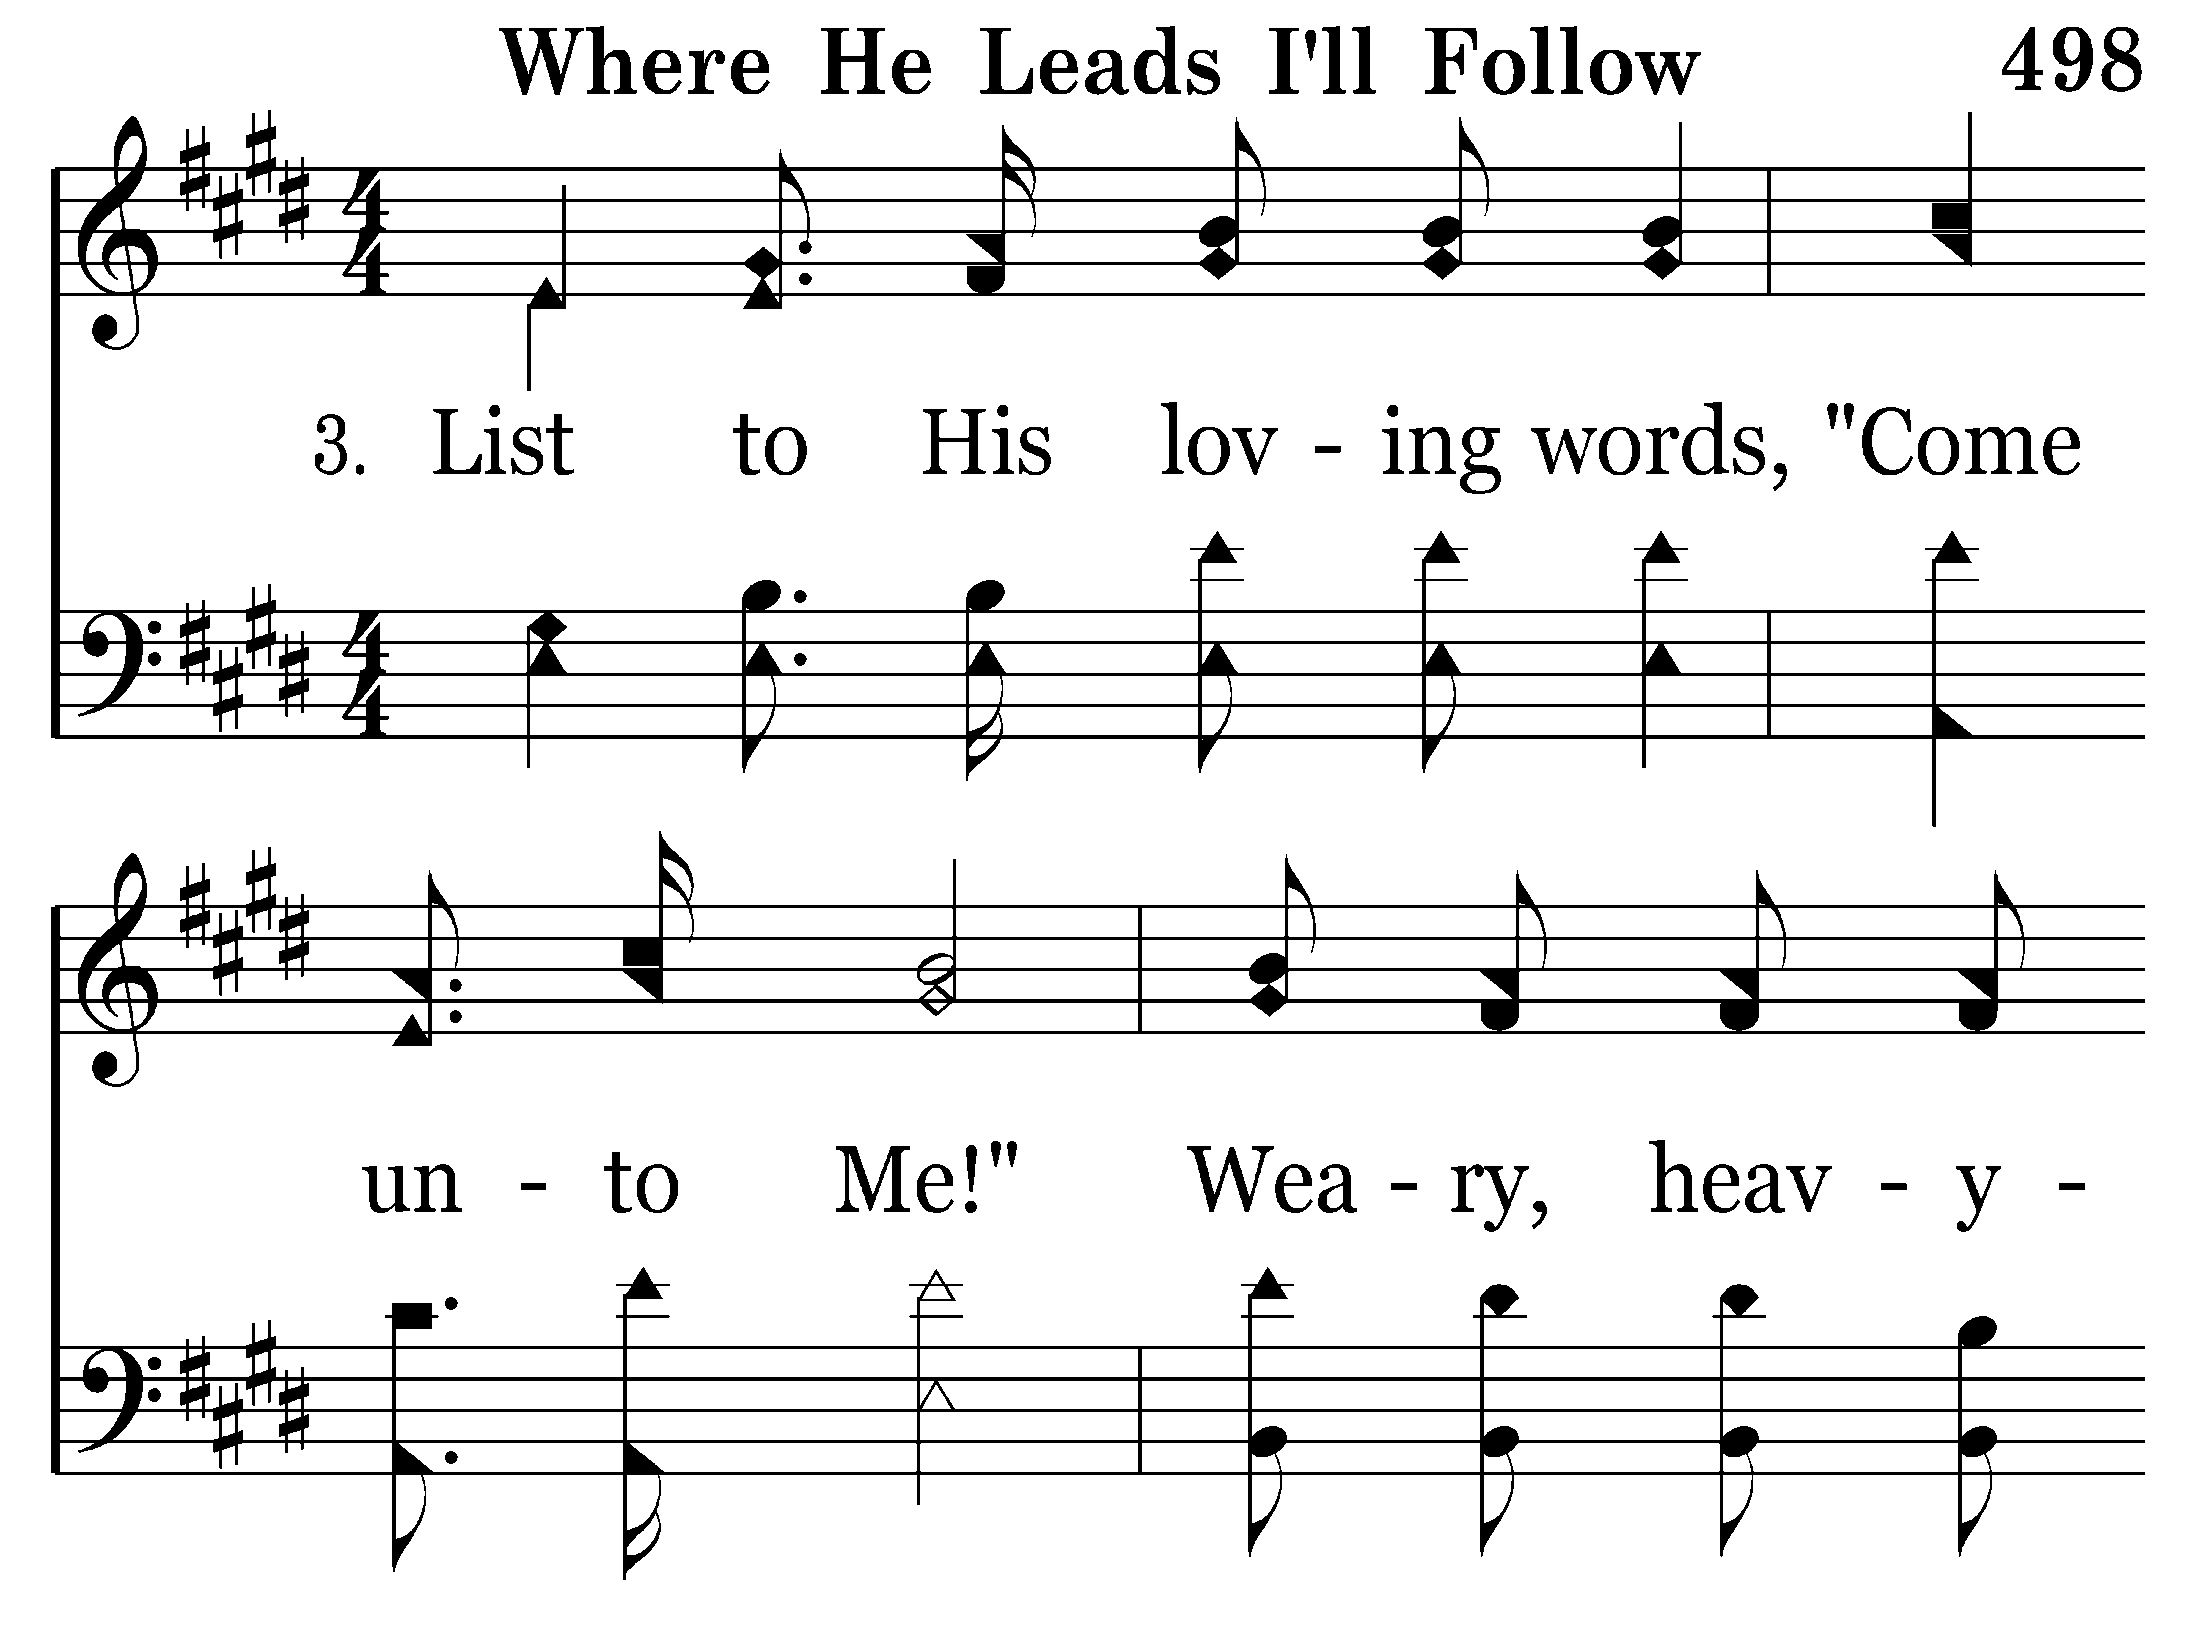 Where He Leads I'll Follow 498
3. List to His lov - ing words, "Come
un - to Me!" Wea - ry, heav - y -